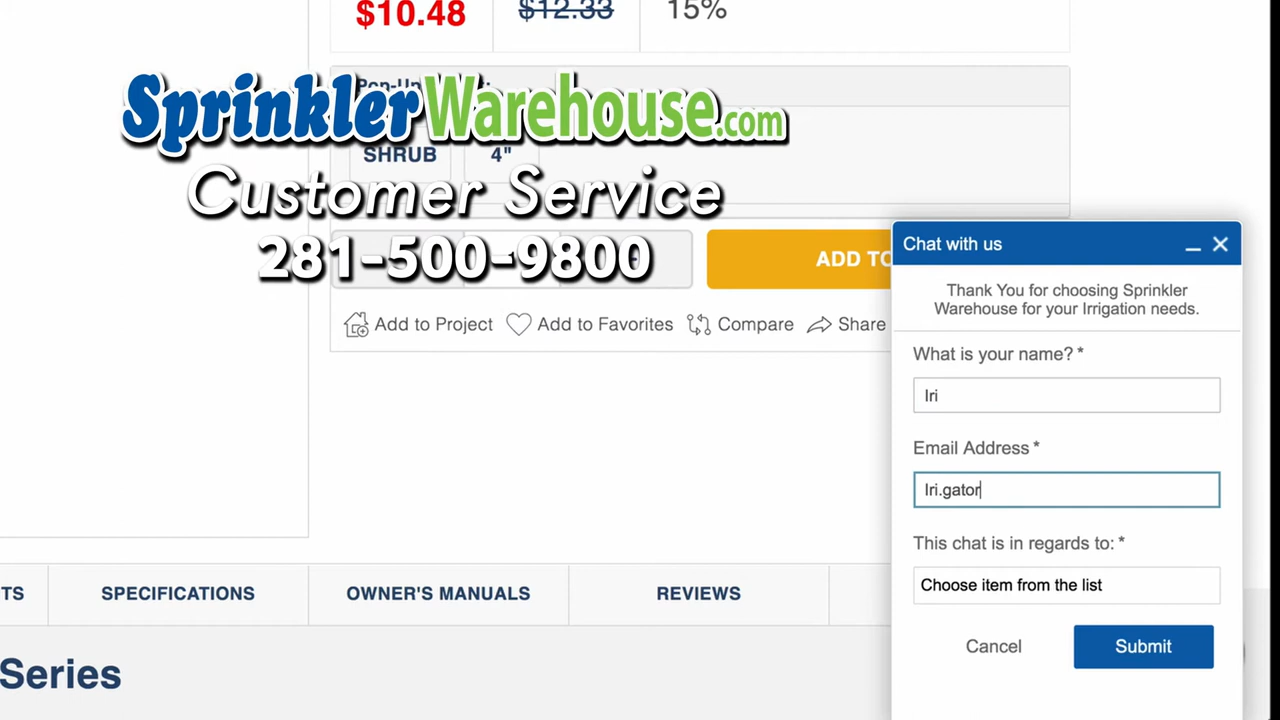 $10.48 $12.33 15%
SprinklerWarehouse.com
SHRUB 4"
Customer Service
281-500-9800
ADD TO
Add to Project Add to Favorites Compare Share
Chat with us
Thank You for choosing Sprinkler
Warehouse for your Irrigation needs.
What is your name? *
Iri
Email Address *
Iri.gator
This chat is in regards to: *
Choose item from the list
Cancel Submit
TS SPECIFICATIONS OWNER'S MANUALS REVIEWS
Series